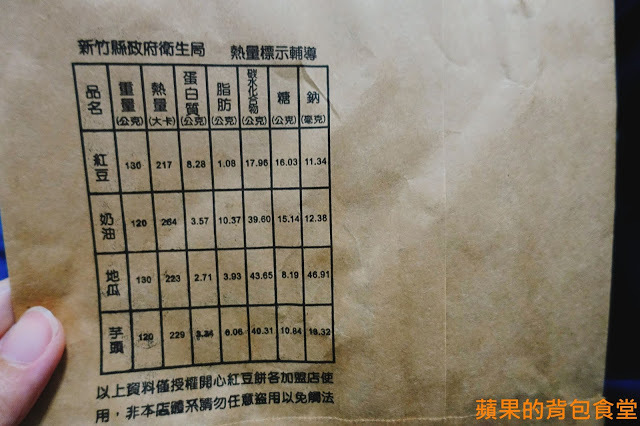 新竹縣政府衛生局 熱量標示輔導
品名 重量(公克) 熱量(大卡) 蛋白質(公克) 脂肪(公克) 碳水化合物(公克) 糖(公克) 鈉(毫克)
紅豆 130 217 8.28 1.08 17.96 16.03 11.34
奶油 120 264 3.57 10.37 39.60 15.14 12.38
地瓜 130 223 2.71 3.93 43.65 8.19 46.91
芋頭 120 229 3.34 6.06 40.31 10.84 18.32
以上資料僅授權開心紅豆餅各加盟店使
用，非本店體系請勿任意盜用以免觸法
蘋果的背包食堂